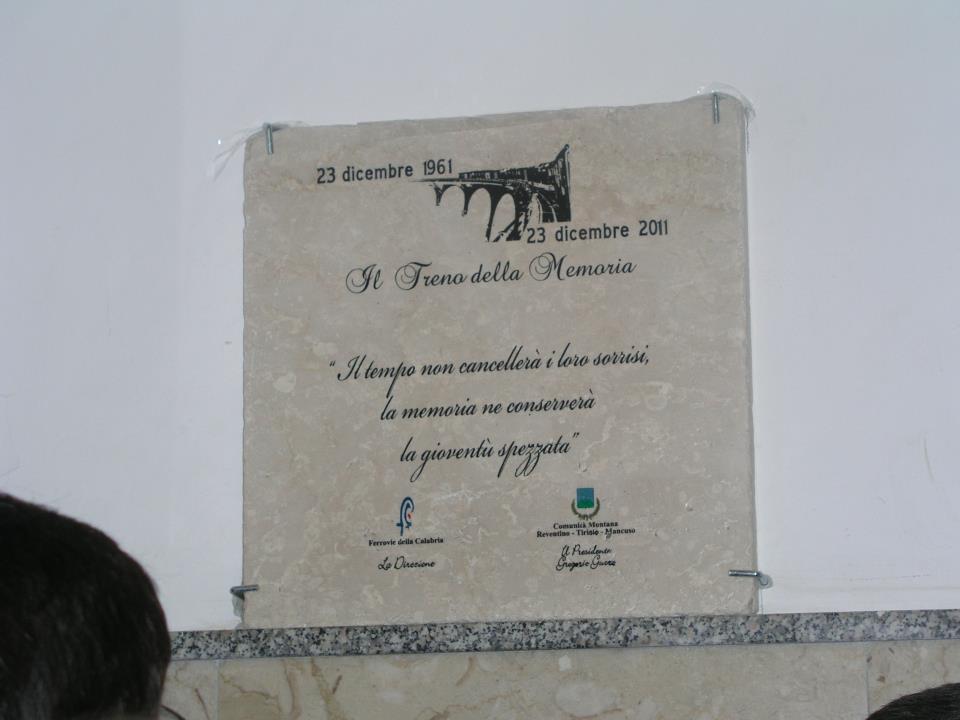 23 dicembre 1961
23 dicembre 2011
Il Treno della Memoria
“Il tempo non cancellerà i loro sorrisi,
la memoria ne conserverà
la gioventù spezzata”
Ferrovie della Calabria
La Direzione
Comunità Montana
Reventino - Tiriolo - Mancuso
Il Presidente
Gregorio